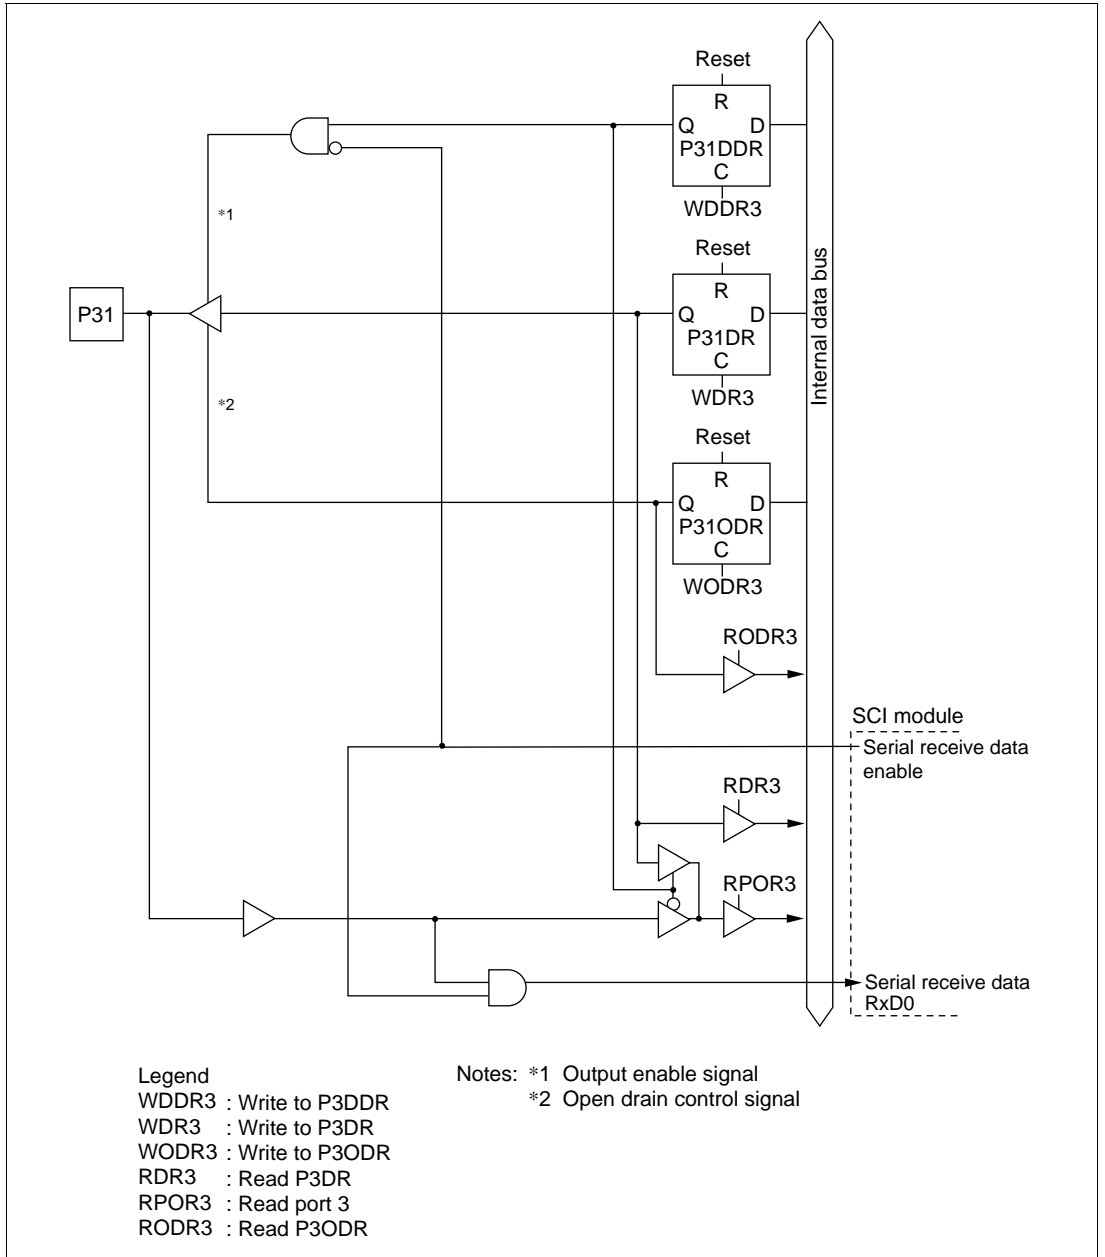 Reset
R
Q D
P31DDR
C
WDDR3
*1
Reset
R
P31
Q D
P31DR
C
WDR3
Internal data bus
*2
Reset
R
Q D
P31ODR
C
WODR3
RODR3
SCI module
Serial receive data
enable
RDR3
RPOR3
Serial receive data
RxD0
Legend
WDDR3 : Write to P3DDR
WDR3 : Write to P3DR
WODR3 : Write to P3ODR
RDR3 : Read P3DR
RPOR3 : Read port 3
RODR3 : Read P3ODR
Notes: *1 Output enable signal
*2 Open drain control signal